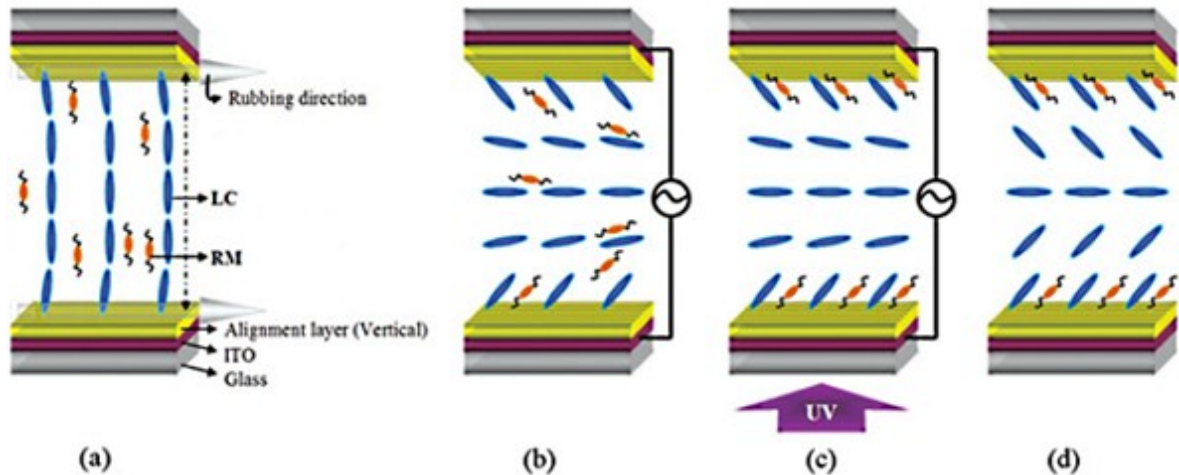 Rubbing direction
LC
RM
Alignment layer (Vertical)
ITO
Glass
UV
(a)
(b)
(c)
(d)